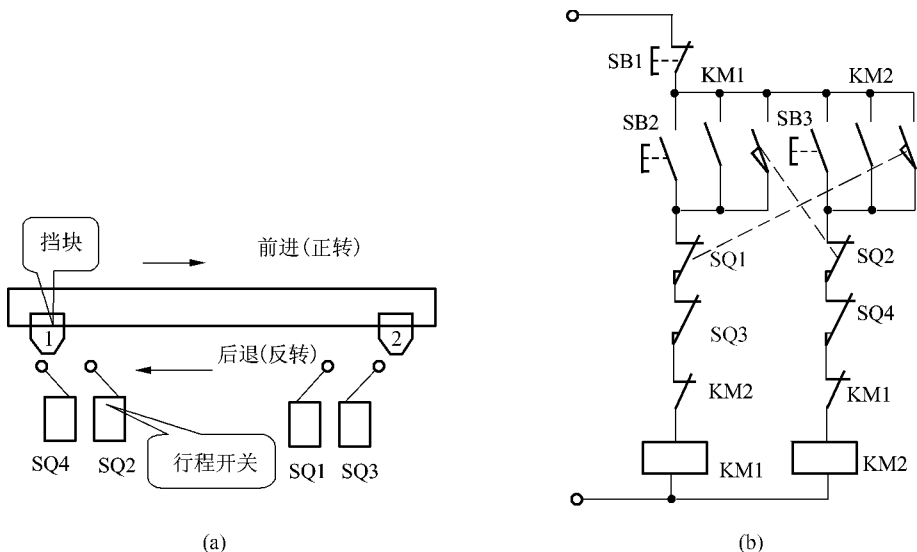 挡块
前进(正转)
1
2
后退(反转)
SQ4
SQ2
行程开关
SQ1
SQ3
(a)
SB1
KM1
KM2
SB2
SB3
SQ1
SQ2
SQ3
SQ4
KM2
KM1
KM1
KM2
(b)